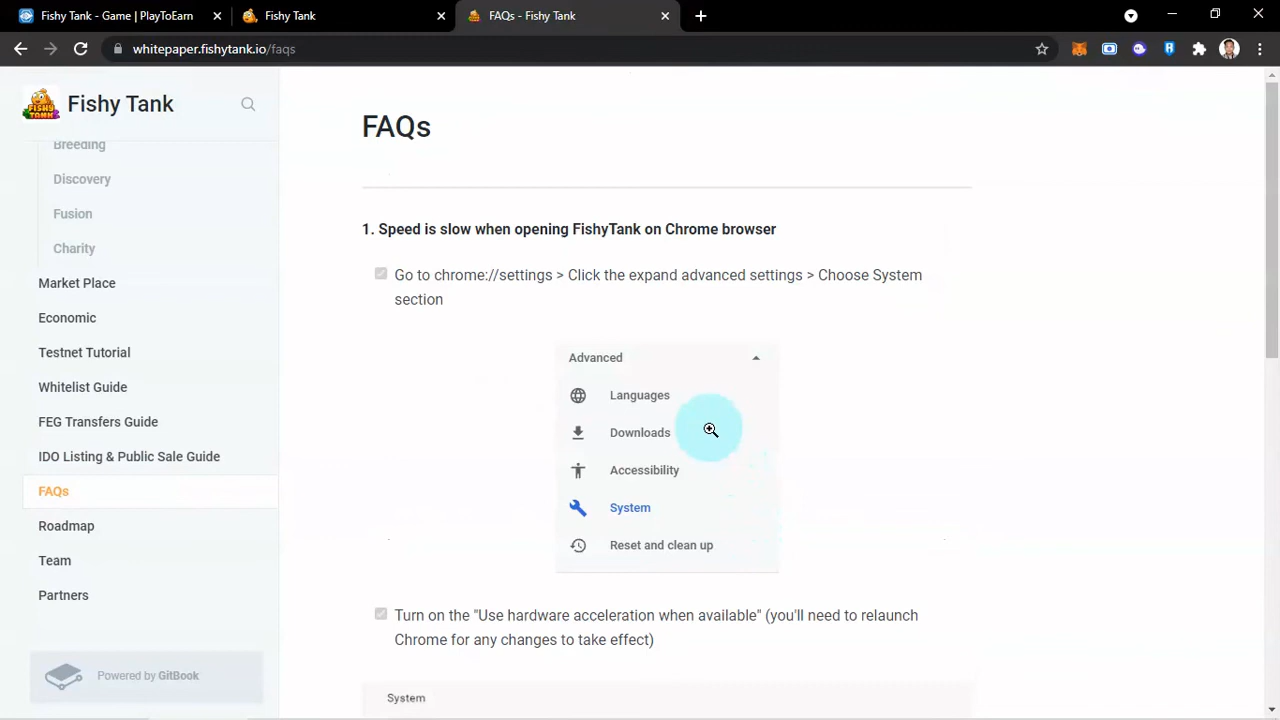 Fishy Tank - Game | PlayToEarn
Fishy Tank
FAQs - Fishy Tank
whitepaper.fishytank.io/faqs
Fishy Tank
Breeding
Discovery
Fusion
Charity
Market Place
Economic
Testnet Tutorial
Whitelist Guide
FEG Transfers Guide
IDO Listing & Public Sale Guide
FAQs
Roadmap
Team
Partners
Powered by GitBook
FAQs
1. Speed is slow when opening FishyTank on Chrome browser
Go to chrome://settings > Click the expand advanced settings > Choose System
section
Advanced
Languages
Downloads
Accessibility
System
Reset and clean up
Turn on the "Use hardware acceleration when available" (you'll need to relaunch
Chrome for any changes to take effect)
System